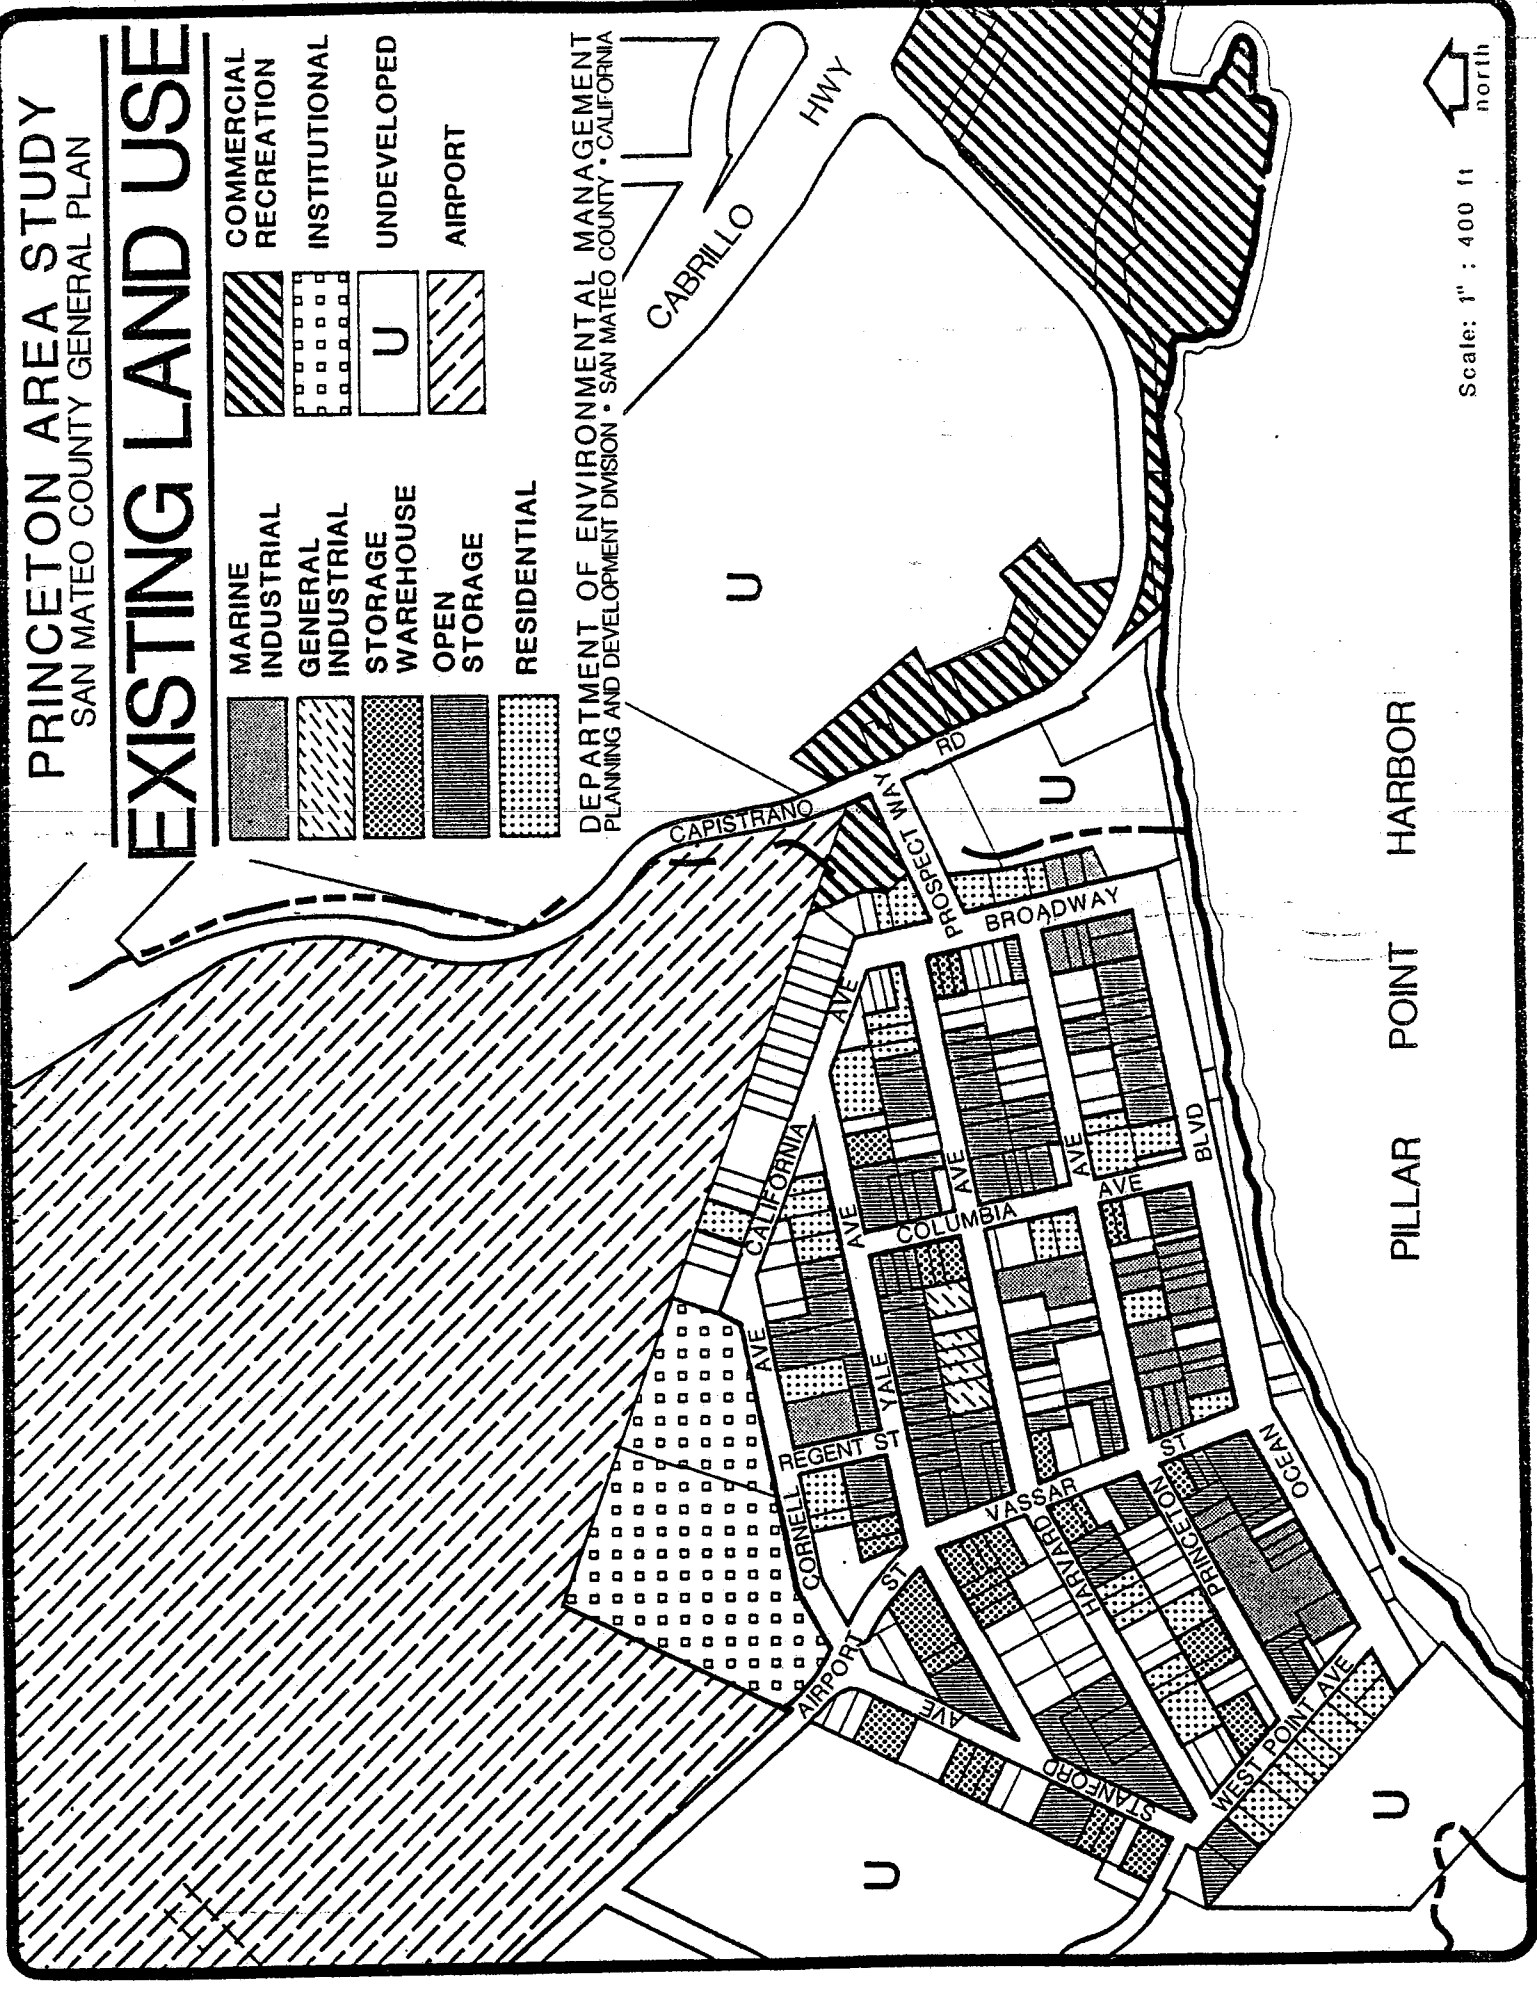 PRINCETON AREA STUDY
SAN MATEO COUNTY GENERAL PLAN
EXISTING LAND USE
MARINE
INDUSTRIAL
GENERAL
INDUSTRIAL
STORAGE
WAREHOUSE
OPEN
STORAGE
RESIDENTIAL
COMMERCIAL
RECREATION
INSTITUTIONAL
U
UNDEVELOPED
AIRPORT
DEPARTMENT OF ENVIRONMENTAL MANAGEMENT
PLANNING AND DEVELOPMENT DIVISION • SAN MATEO COUNTY • CALIFORNIA
CABRILLO HWY
U
CAPISTRANO RD
PROSPECT WAY
U
BROADWAY
CALIFORNIA AVE
AVE
AVE
AVE
COLUMBIA AVE
CORNELL AVE
YALE
REGENT ST
VASSAR ST
HARVARD
PRINCETON
OCEAN BLVD
AIRPORT ST
STANFORD AVE
WEST POINT AVE
U
U
PILLAR POINT HARBOR
Scale: 1" : 400 ft
north